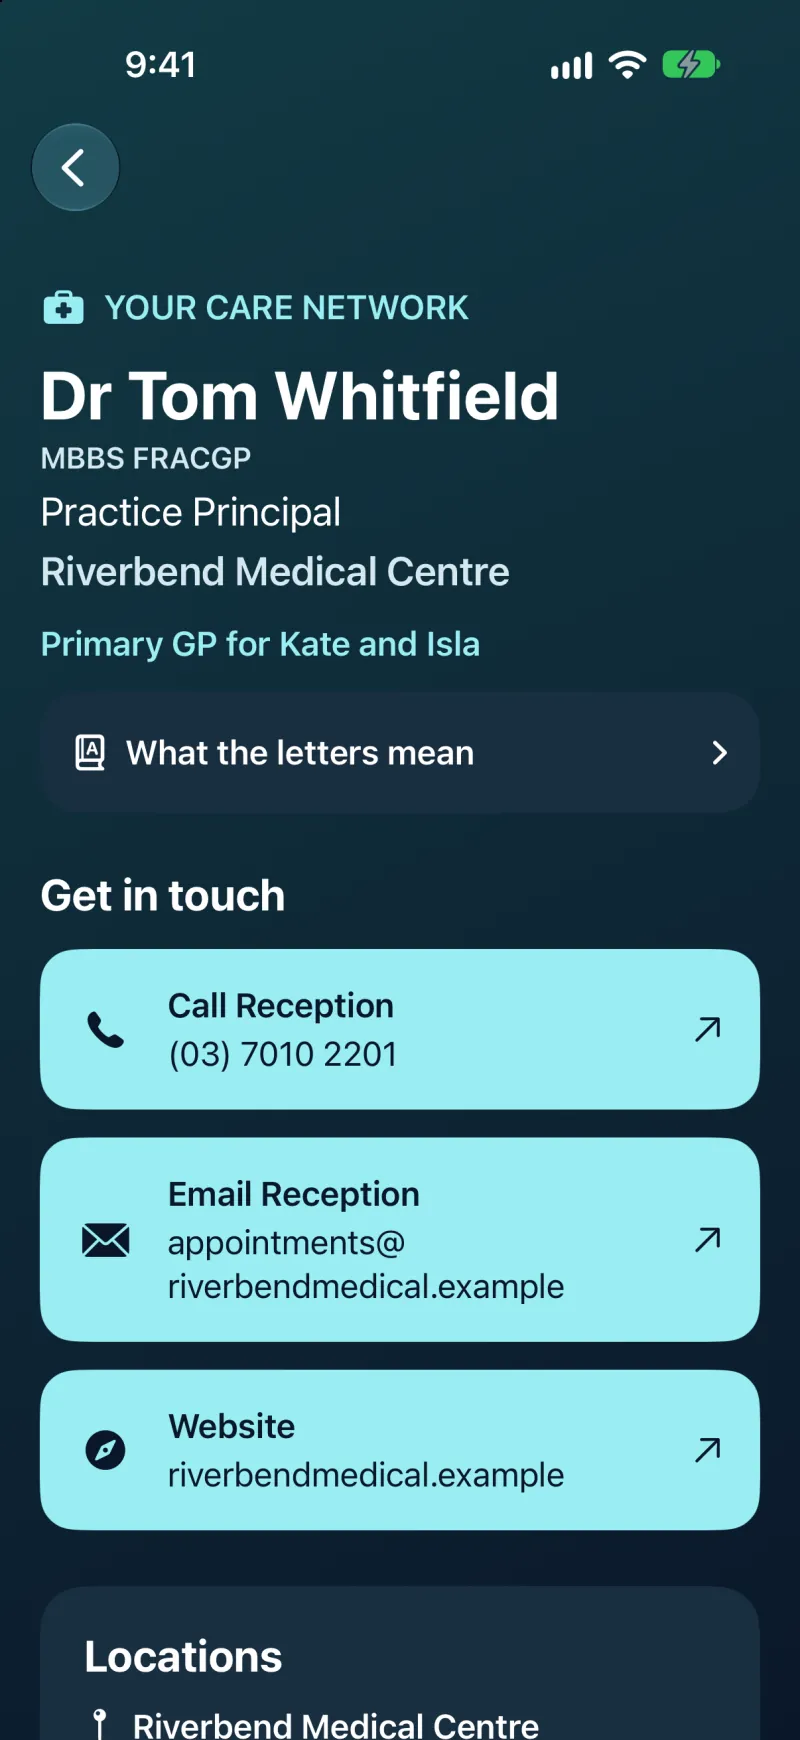 9:41
YOUR CARE NETWORK
Dr Tom Whitfield
MBBS FRACGP
Practice Principal
Riverbend Medical Centre
Primary GP for Kate and Isla
What the letters mean
Get in touch
Call Reception
(03) 7010 2201
Email Reception
appointments@
riverbendmedical.example
Website
riverbendmedical.example
Locations
Riverbend Medical Centre